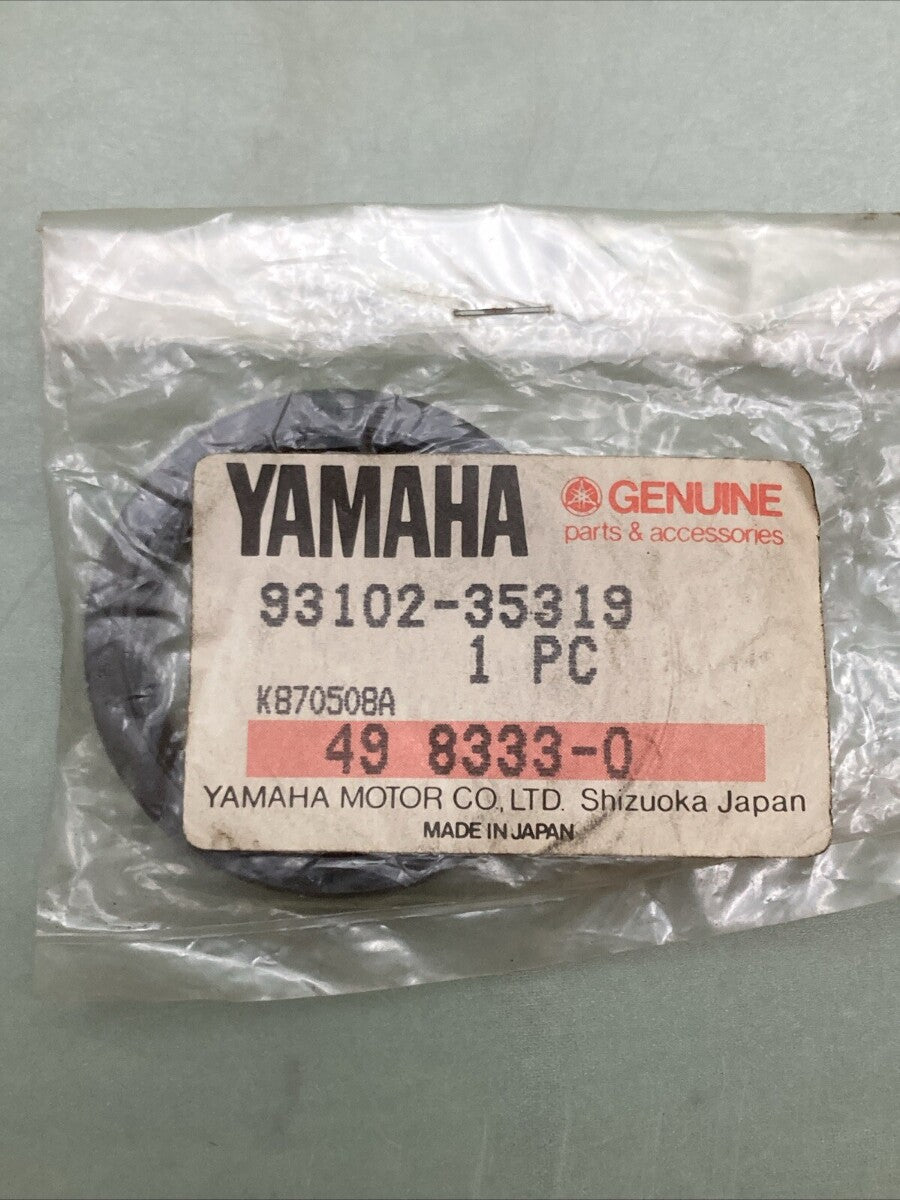 YAMAHA GENUINE
parts & accessories
93102-35319
1 PC
K870508A
49 8333-0
YAMAHA MOTOR CO., LTD. Shizuoka Japan
MADE IN JAPAN